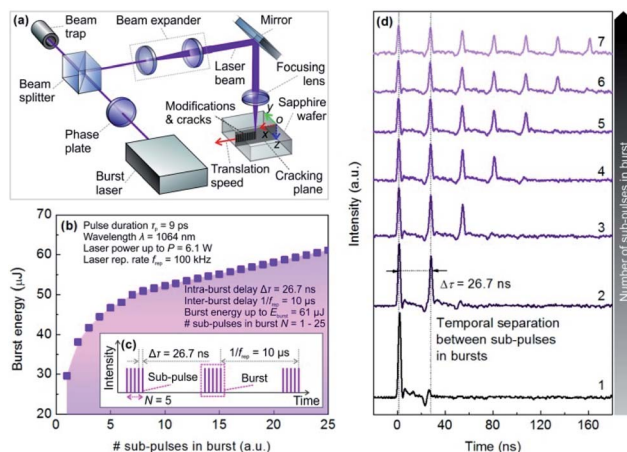 (a)
Beam
trap
Beam expander
Mirror
Laser
beam
Focusing
lens
Beam
splitter
Modifications
& cracks
Sapphire
wafer
y
o
x
z
Phase
plate
Translation
speed
Cracking
plane
Burst
laser
(b)
Pulse duration τp = 9 ps
Wavelength λ = 1064 nm
Laser power up to P = 6.1 W
Laser rep. rate frep = 100 kHz
Intra-burst delay Δτ = 26.7 ns
Inter-burst delay 1/frep = 10 µs
Burst energy up to Eburst = 61 µJ
# sub-pulses in burst N = 1 - 25
Burst energy (µJ)
70
60
50
40
30
20
(c)
Δτ = 26.7 ns
1/frep = 10 µs
Intensity
Sub-pulse
Burst
N = 5
Time
0 5 10 15 20 25
# sub-pulses in burst (a.u.)
(d)
7
6
5
4
3
2
1
Δτ = 26.7 ns
Temporal separation
between sub-pulses
in bursts
Intensity (a.u.)
Number of sub-pulses in burst
0 40 80 120 160
Time (ns)